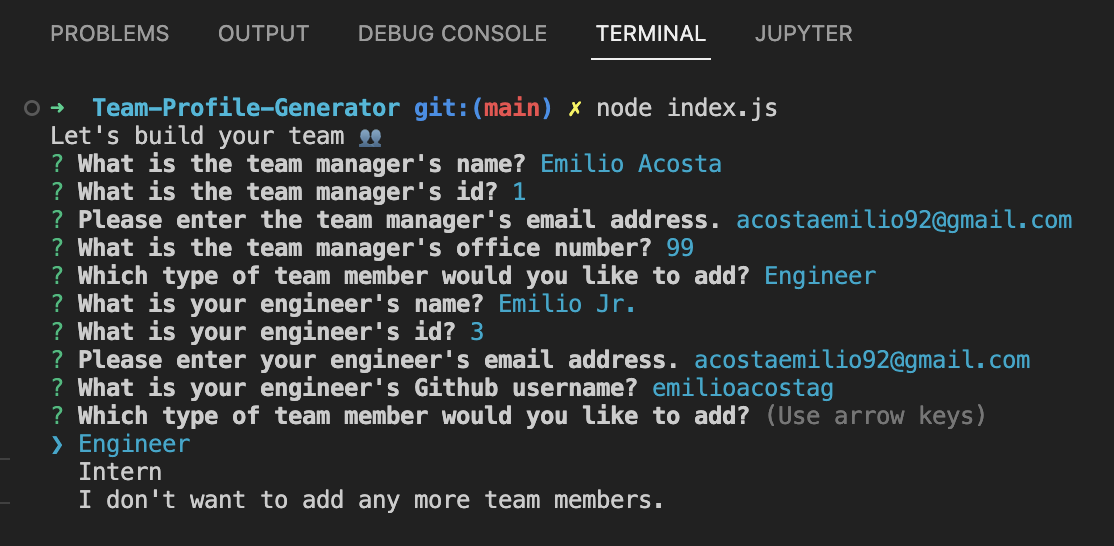 PROBLEMS OUTPUT DEBUG CONSOLE TERMINAL JUPYTER
➜ Team-Profile-Generator git:(main) ✗ node index.js
Let's build your team 👥
? What is the team manager's name? Emilio Acosta
? What is the team manager's id? 1
? Please enter the team manager's email address. acostaemilio92@gmail.com
? What is the team manager's office number? 99
? Which type of team member would you like to add? Engineer
? What is your engineer's name? Emilio Jr.
? What is your engineer's id? 3
? Please enter your engineer's email address. acostaemilio92@gmail.com
? What is your engineer's Github username? emilioacostag
? Which type of team member would you like to add? (Use arrow keys)
❯ Engineer
Intern
I don't want to add any more team members.